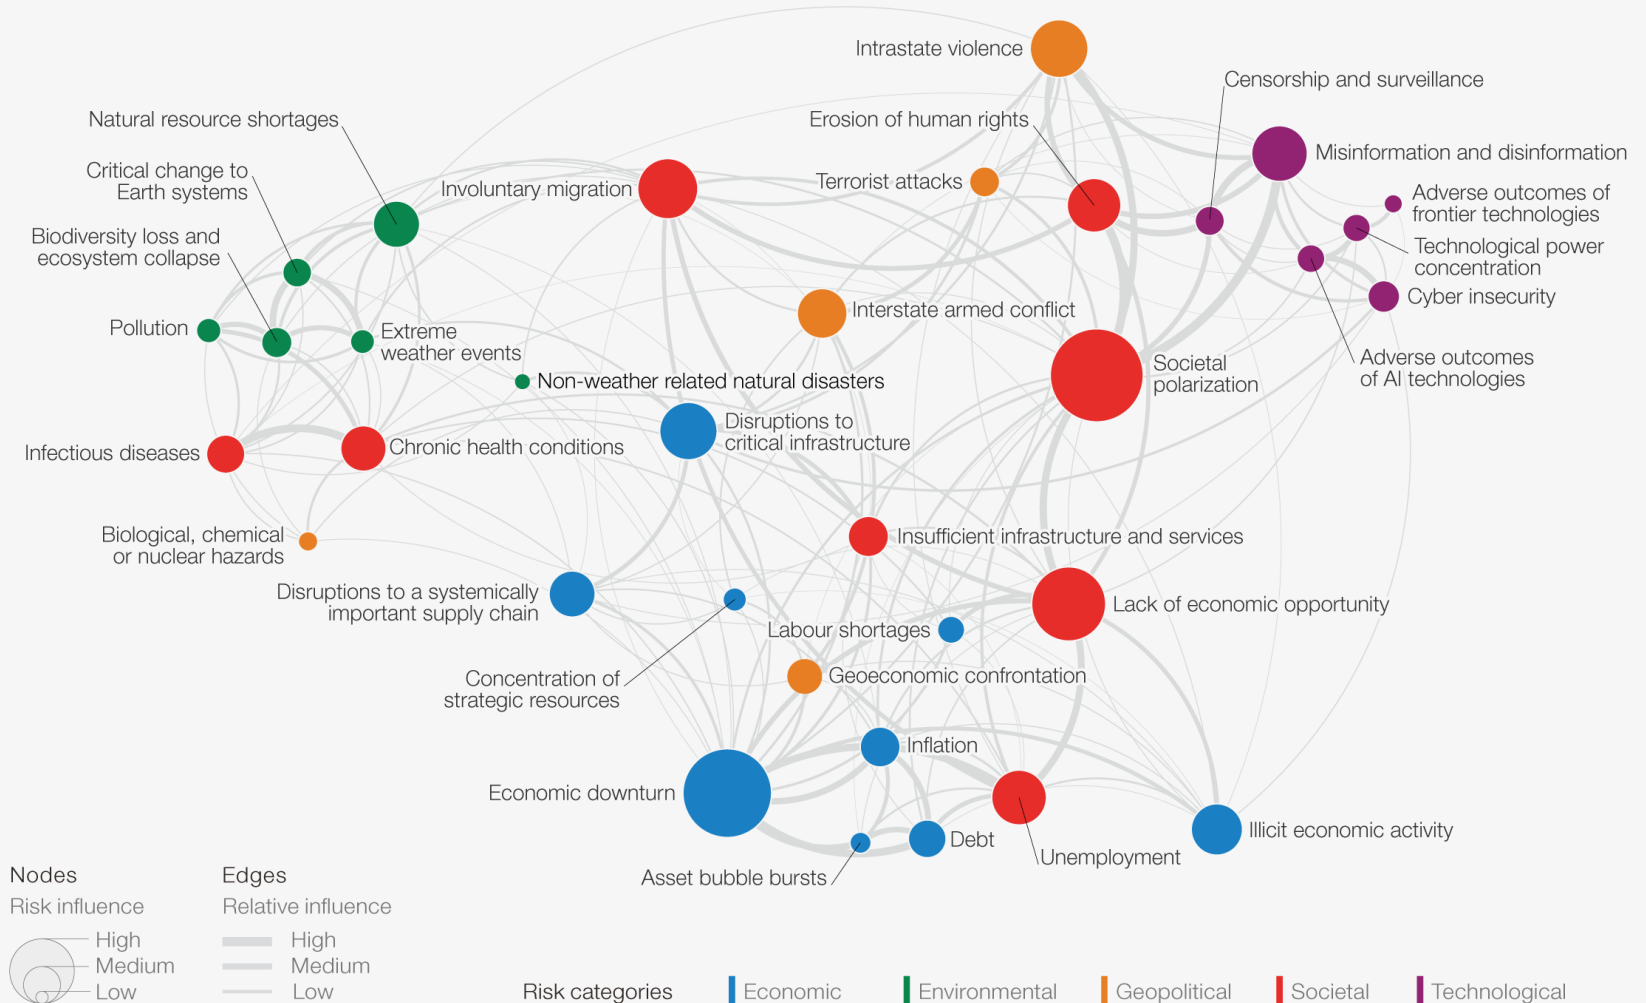 Intrastate violence
Censorship and surveillance
Natural resource shortages
Erosion of human rights
Misinformation and disinformation
Critical change to
Earth systems
Involuntary migration
Terrorist attacks
Adverse outcomes of
frontier technologies
Biodiversity loss and
ecosystem collapse
Technological power
concentration
Cyber insecurity
Interstate armed conflict
Pollution
Extreme
weather events
Adverse outcomes
of AI technologies
Societal
polarization
Non-weather related natural disasters
Disruptions to
critical infrastructure
Infectious diseases
Chronic health conditions
Biological, chemical
or nuclear hazards
Insufficient infrastructure and services
Disruptions to a systemically
important supply chain
Lack of economic opportunity
Labour shortages
Concentration of
strategic resources
Geoeconomic confrontation
Inflation
Economic downturn
Debt
Illicit economic activity
Unemployment
Asset bubble bursts
Nodes
Risk influence
High
Medium
Low
Edges
Relative influence
High
Medium
Low
Risk categories
Economic
Environmental
Geopolitical
Societal
Technological